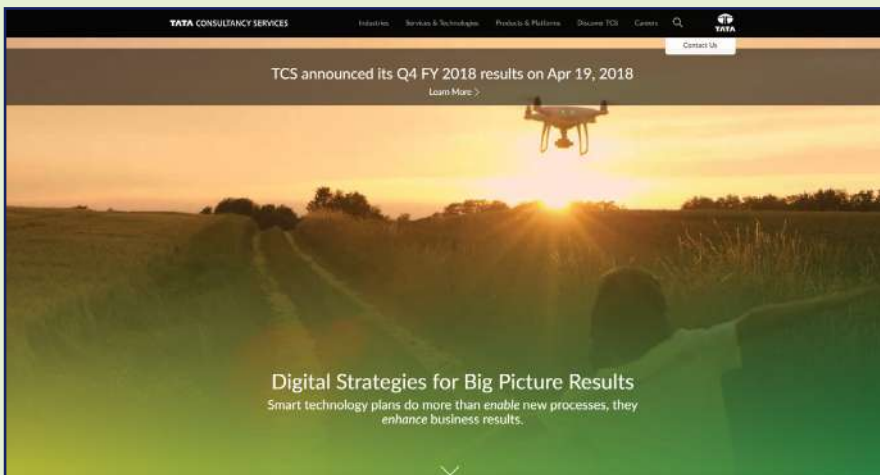 TATA CONSULTANCY SERVICES
Industries Services & Technologies Products & Platforms Discover TCS Careers
TATA
Contact Us
TCS announced its Q4 FY 2018 results on Apr 19, 2018
Learn More >
Digital Strategies for Big Picture Results
Smart technology plans do more than enable new processes, they
enhance business results.